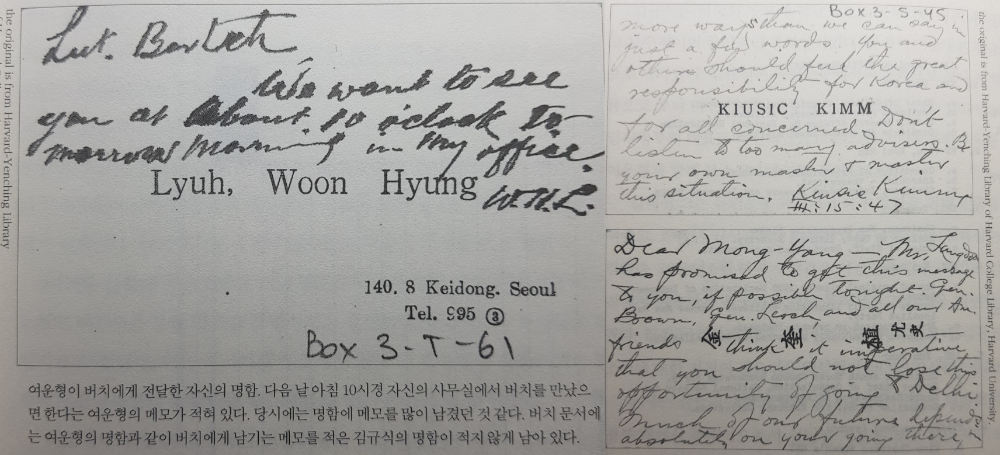 the original is from Harvard-Yenching Library
Lut.
We want to see
you at about 10 o'clock to-
morrow morning in my office.
Lyuh, Woon Hyung
W.H.L.
140. 8 Keidong. Seoul
Tel. 995 ③
Box 3-T-61
여운형이 버치에게 전달한 자신의 명함. 다음 날 아침 10시경 자신의 사무실에서 버치를 만났으
면 한다는 여운형의 메모가 적혀 있다. 당시에는 명함에 메모를 많이 남겼던 것 같다. 버치 문서에
는 여운형의 명함과 같이 버치에게 남기는 메모를 적은 김규식의 명함이 적지 않게 남아 있다.
Box 3-S-45
more ways than we can say in
just a few words. You and
others should feel the great
responsibility for Korea and
KIUSIC KIMM
for all concerned. Don't
listen to too many advisers. Be
your own master & master
this situation. Kiusic Kimm
III:15:47
Dear Mong-Yang — Mr.
has promised to get this message
to you, if possible tonight. Gen.
Brown, Gen. Lerch, and all our Am.
friends think it imperative
金 奎 植 尤史
that you should not lose this
opportunity of going to Delhi.
Much of our future depends
absolutely on your going there,
the original is from Harvard-Yenching Library of Harvard College Library, Harvard University.